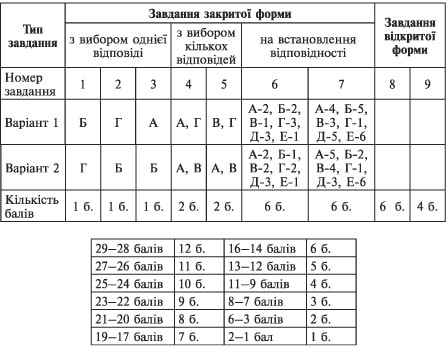 Тип завдання
Завдання закритої форми
Завдання відкритої форми
з вибором однієї відповіді
з вибором кількох відповідей
на встановлення відповідності
Номер завдання 1 2 3 4 5 6 7 8 9
Варіант 1 Б Г А А, Г В, Г А-2, Б-2, В-1, Г-3, Д-3, Е-1 А-4, Б-5, В-3, Г-1, Д-5, Е-6
Варіант 2 Г Б Б А, В А, В А-2, Б-1, В-2, Г-2, Д-3, Е-1 А-5, Б-2, В-4, Г-1, Д-3, Е-6
Кількість балів 1 б. 1 б. 1 б. 2 б. 2 б. 6 б. 6 б. 6 б. 4 б.
29—28 балів 12 б. 16—14 балів 6 б.
27—26 балів 11 б. 13—12 балів 5 б.
25—24 балів 10 б. 11—9 балів 4 б.
23—22 балів 9 б. 8—7 балів 3 б.
21—20 балів 8 б. 6—3 балів 2 б.
19—17 балів 7 б. 2—1 бал 1 б.